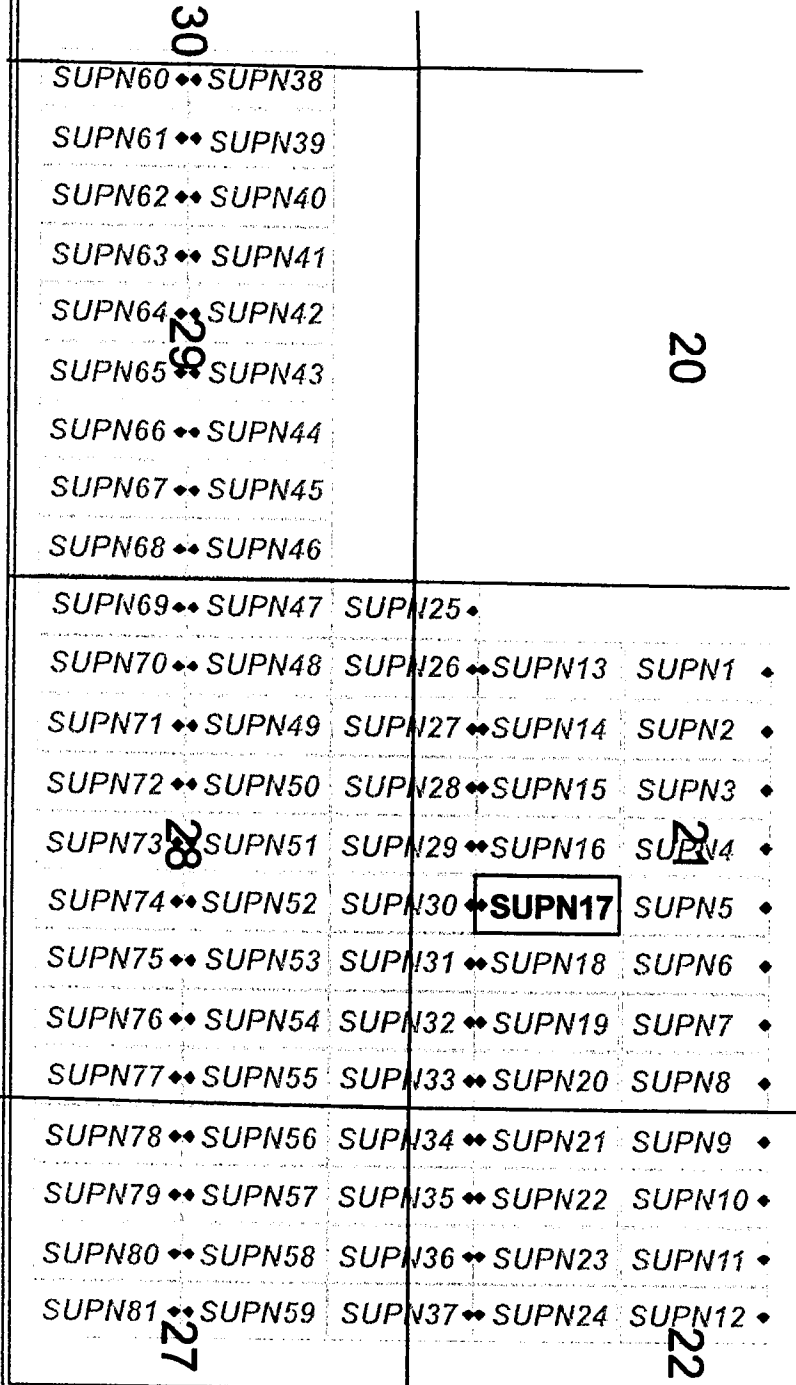 30
SUPN60 SUPN38
SUPN61 SUPN39
SUPN62 SUPN40
SUPN63 SUPN41
SUPN64 SUPN42
29
20
SUPN65 SUPN43
SUPN66 SUPN44
SUPN67 SUPN45
SUPN68 SUPN46
SUPN69 SUPN47 SUPN25
SUPN70 SUPN48 SUPN26 SUPN13 SUPN1
SUPN71 SUPN49 SUPN27 SUPN14 SUPN2
SUPN72 SUPN50 SUPN28 SUPN15 SUPN3
SUPN73 SUPN51 SUPN29 SUPN16 SUPN4
28
21
SUPN74 SUPN52 SUPN30 SUPN17 SUPN5
SUPN75 SUPN53 SUPN31 SUPN18 SUPN6
SUPN76 SUPN54 SUPN32 SUPN19 SUPN7
SUPN77 SUPN55 SUPN33 SUPN20 SUPN8
SUPN78 SUPN56 SUPN34 SUPN21 SUPN9
SUPN79 SUPN57 SUPN35 SUPN22 SUPN10
SUPN80 SUPN58 SUPN36 SUPN23 SUPN11
SUPN81 SUPN59 SUPN37 SUPN24 SUPN12
27
22